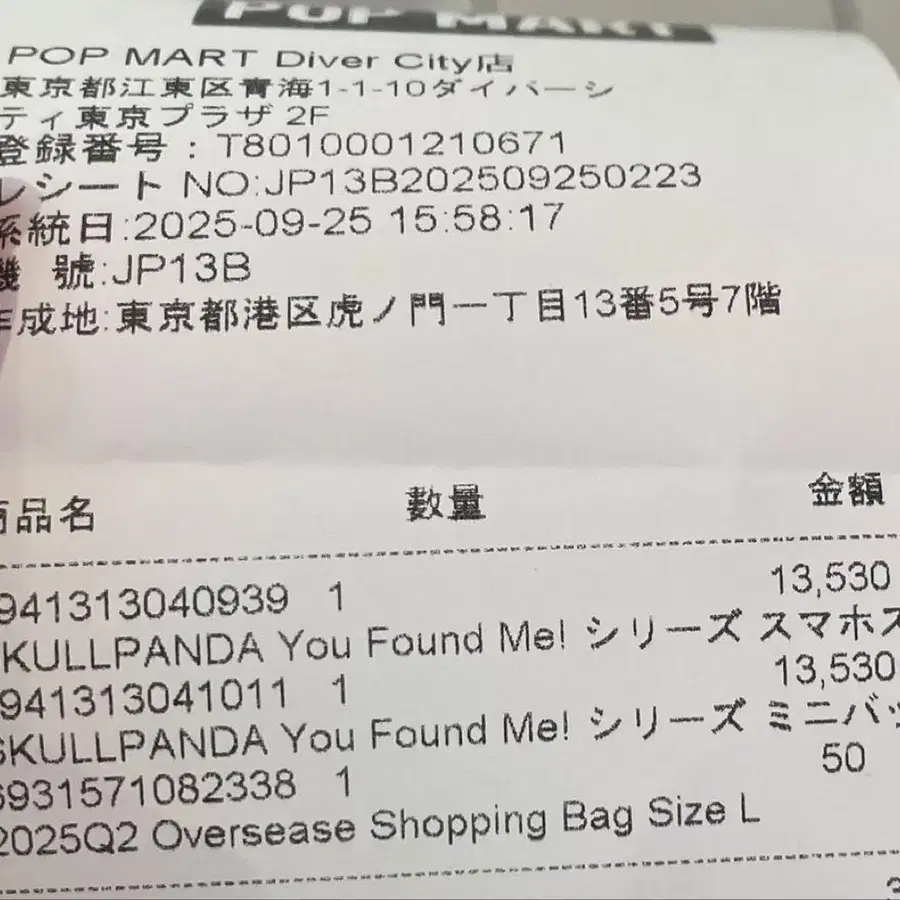 POP MART
POP MART Diver City店
東京都江東区青海1-1-10ダイバーシ
ティ東京プラザ 2F
登録番号：T8010001210671
レシート NO:JP13B202509250223
系統日:2025-09-25 15:58:17
機 號:JP13B
作成地:東京都港区虎ノ門一丁目13番5号7階
商品名 數量 金額
941313040939 1 13,530
SKULLPANDA You Found Me! シリーズ スマホス
941313041011 1 13,530
SKULLPANDA You Found Me! シリーズ ミニバッ
6931571082338 1 50
2025Q2 Oversease Shopping Bag Size L